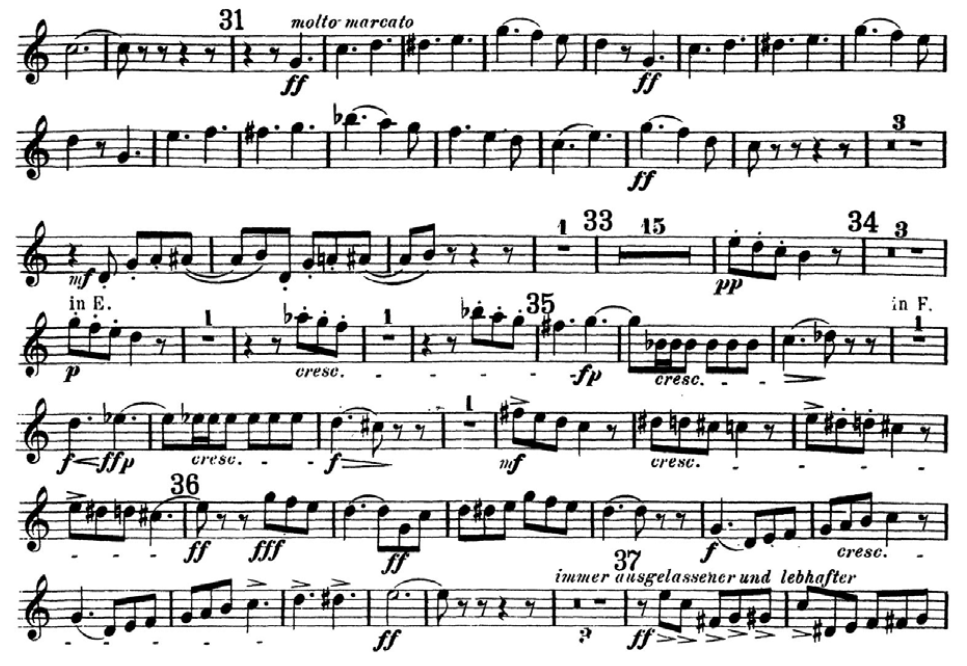 31 molto marcato
ff ff
3
ff
1 33 15 34 3
mf pp
in E. 1 1 35 in F. 1
p cresc. fp cresc.
1
f ffp cresc. f mf cresc.
36
ff fff ff f cresc.
37
immer ausgelassener und lebhafter
2
ff ff